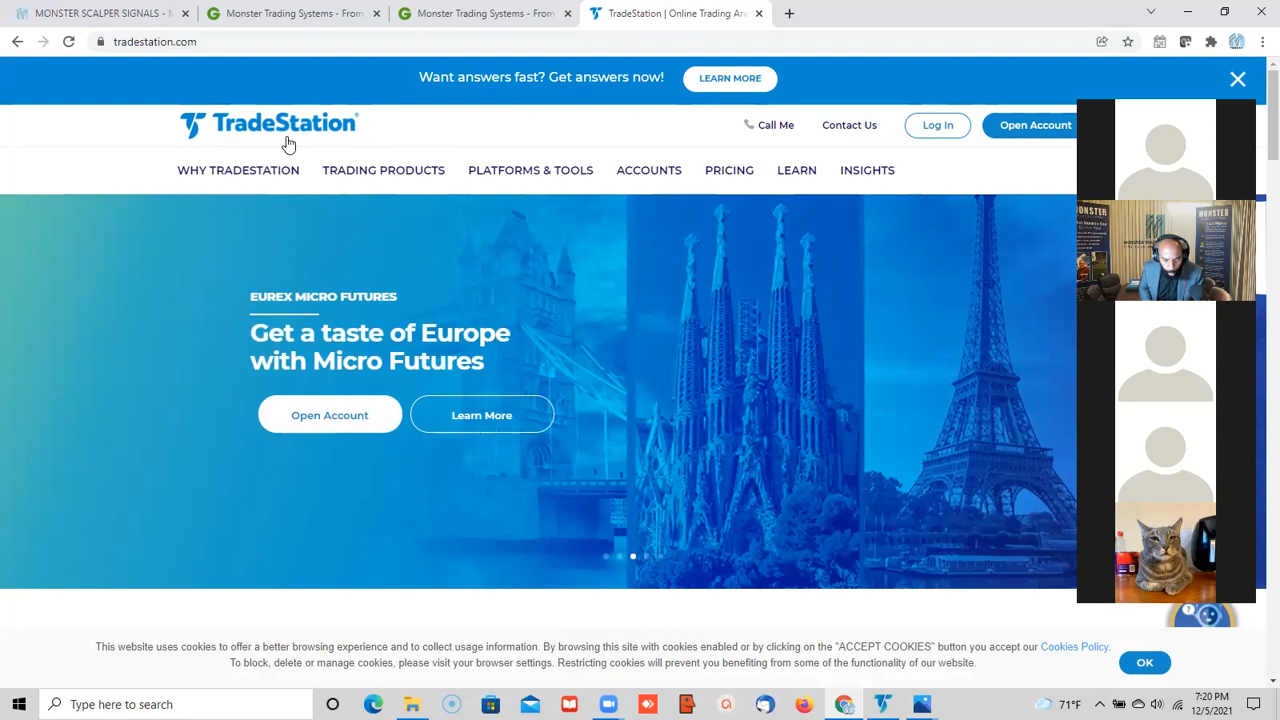 MONSTER SCALPER SIGNALS - M
Monster Trading Systems - From
Monster Trading Systems - From
TradeStation | Online Trading An
tradestation.com
Want answers fast? Get answers now!
LEARN MORE
TradeStation
Call Me
Contact Us
Log In
Open Account
WHY TRADESTATION
TRADING PRODUCTS
PLATFORMS & TOOLS
ACCOUNTS
PRICING
LEARN
INSIGHTS
MONSTER
EUREX MICRO FUTURES
Get a taste of Europe
with Micro Futures
Open Account
Learn More
This website uses cookies to offer a better browsing experience and to collect usage information. By browsing this site with cookies enabled or by clicking on the "ACCEPT COOKIES" button you accept our Cookies Policy.
To block, delete or manage cookies, please visit your browser settings. Restricting cookies will prevent you benefiting from some of the functionality of our website.
OK
Type here to search
71°F
7:20 PM
12/5/2021